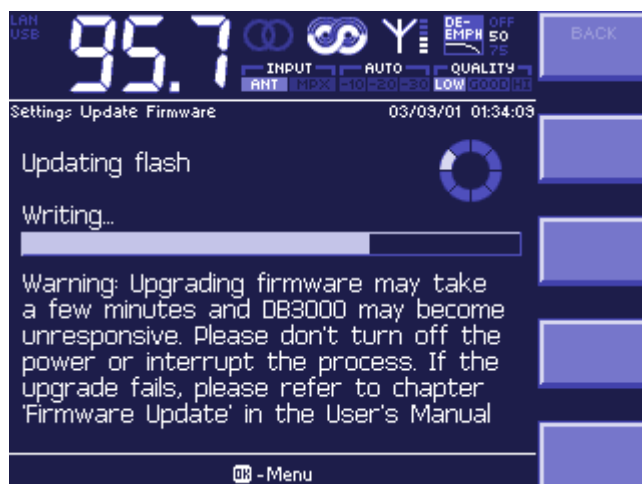 LAN
USB
95.7
DE-EMPH
OFF
50
75
BACK
INPUT AUTO QUALITY
ANT MPX -10 -20 -30 LOW GOOD HI
Settings Update Firmware 03/09/01 01:34:09
Updating flash
Writing...
Warning: Upgrading firmware may take
a few minutes and DB3000 may become
unresponsive. Please don't turn off the
power or interrupt the process. If the
upgrade fails, please refer to chapter
'Firmware Update' in the User's Manual
OK - Menu